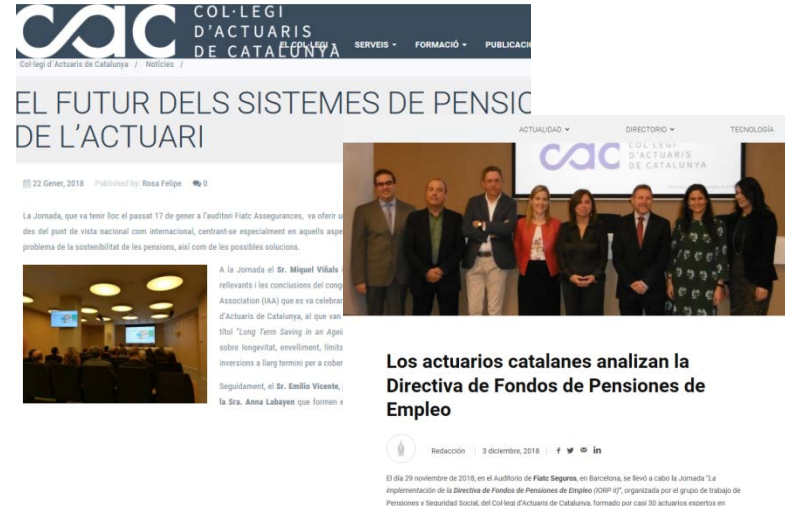 cac
COL·LEGI
D'ACTUARIS
DE CATALUNYA
EL COL·LEGI
SERVEIS
FORMACIÓ
PUBLICACIO
Col·legi d'Actuaris de Catalunya / Notícies /
EL FUTUR DELS SISTEMES DE PENSIO
DE L'ACTUARI
22 Gener, 2018 Published by: Rosa Felipe 0
La Jornada, que va tenir lloc el passat 17 de gener a l'auditori Fiatc Assegurances, va oferir u
des del punt de vista nacional com internacional, centrant-se especialment en aquells aspe
problema de la sostenibilitat de les pensions, així com de les possibles solucions.
A la Jornada el Sr. Miquel Viñals
rellevants i les conclusions del cong
Association (IAA) que es va celebrar
d'Actuaris de Catalunya, al que van
títol "Long Term Saving in an Agei
sobre longevitat, envelliment, límits
inversions a llarg termini per a cober
Seguidament, el Sr. Emilio Vicente,
la Sra. Anna Labayen que formen e
ACTUALIDAD
DIRECTORIO
TECNOLOGÍA
cac
COL·LEGI
D'ACTUARIS
DE CATALUNYA
Los actuarios catalanes analizan la
Directiva de Fondos de Pensiones de
Empleo
Redacción | 3 diciembre, 2018 | f in
El día 29 noviembre de 2018, en el Auditorio de Fiatc Seguros, en Barcelona, se llevó a cabo la Jornada "La
implementación de la Directiva de Fondos de Pensiones de Empleo (IORP II)", organizada por el grupo de trabajo de
Pensiones y Seguridad Social, del Col·legi d'Actuaris de Catalunya, formado por casi 30 actuarios expertos en